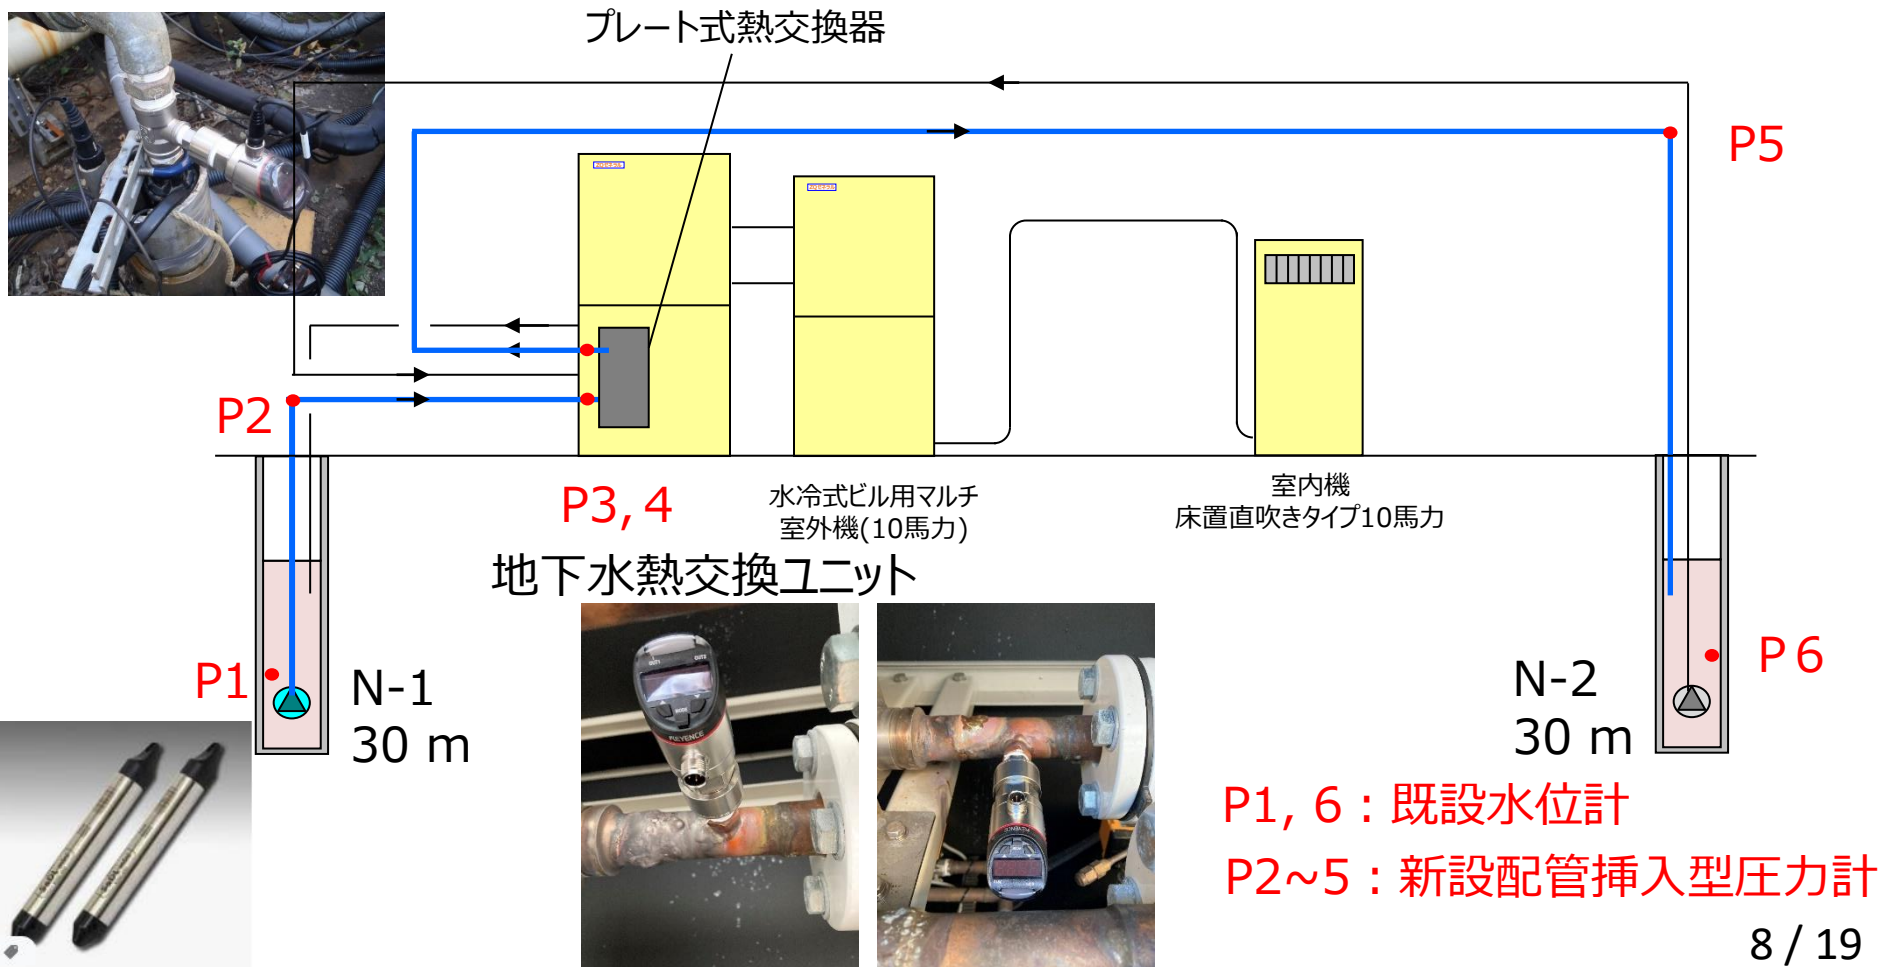 プレート式熱交換器
P5
P2
P3, 4
水冷式ビル用マルチ
室外機(10馬力)
室内機
床置直吹きタイプ10馬力
地下水熱交換ユニット
P1
N-1
30 m
N-2
30 m
P 6
OUT1
OUT2
KEYENCE
KEYENCE
P1, 6：既設水位計
P2~5：新設配管挿入型圧力計
8 / 19